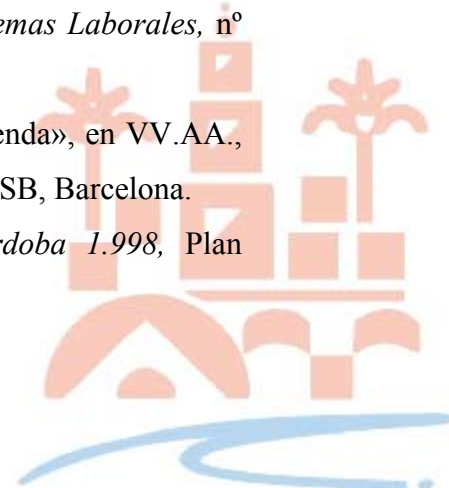 emas Laborales, nº
enda», en VV.AA.,
SB, Barcelona.
rdoba 1.998, Plan